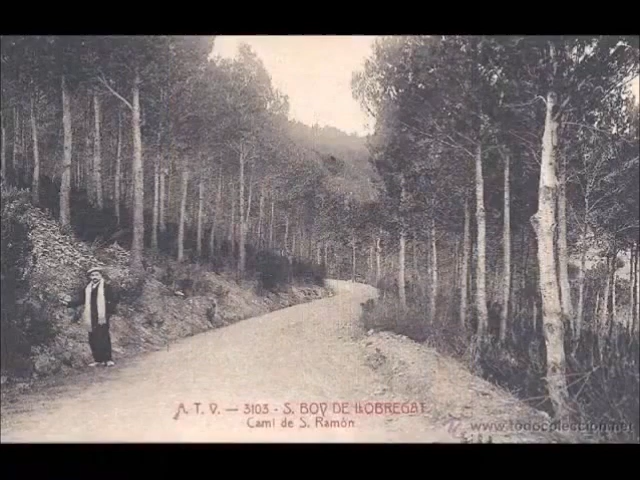 A. T. V. — 3103 - S. BOY DE LLOBREGAT
Camí de S. Ramón
www.todocoleccion.net